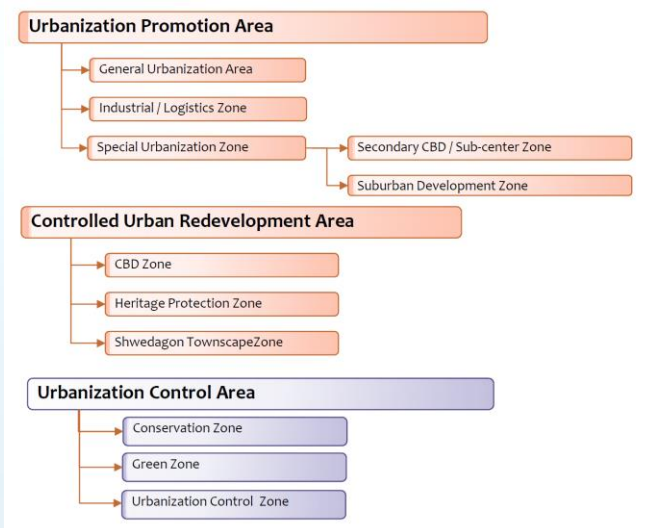 Urbanization Promotion Area
General Urbanization Area
Industrial / Logistics Zone
Special Urbanization Zone
Secondary CBD / Sub-center Zone
Suburban Development Zone
Controlled Urban Redevelopment Area
CBD Zone
Heritage Protection Zone
Shwedagon TownscapeZone
Urbanization Control Area
Conservation Zone
Green Zone
Urbanization Control Zone